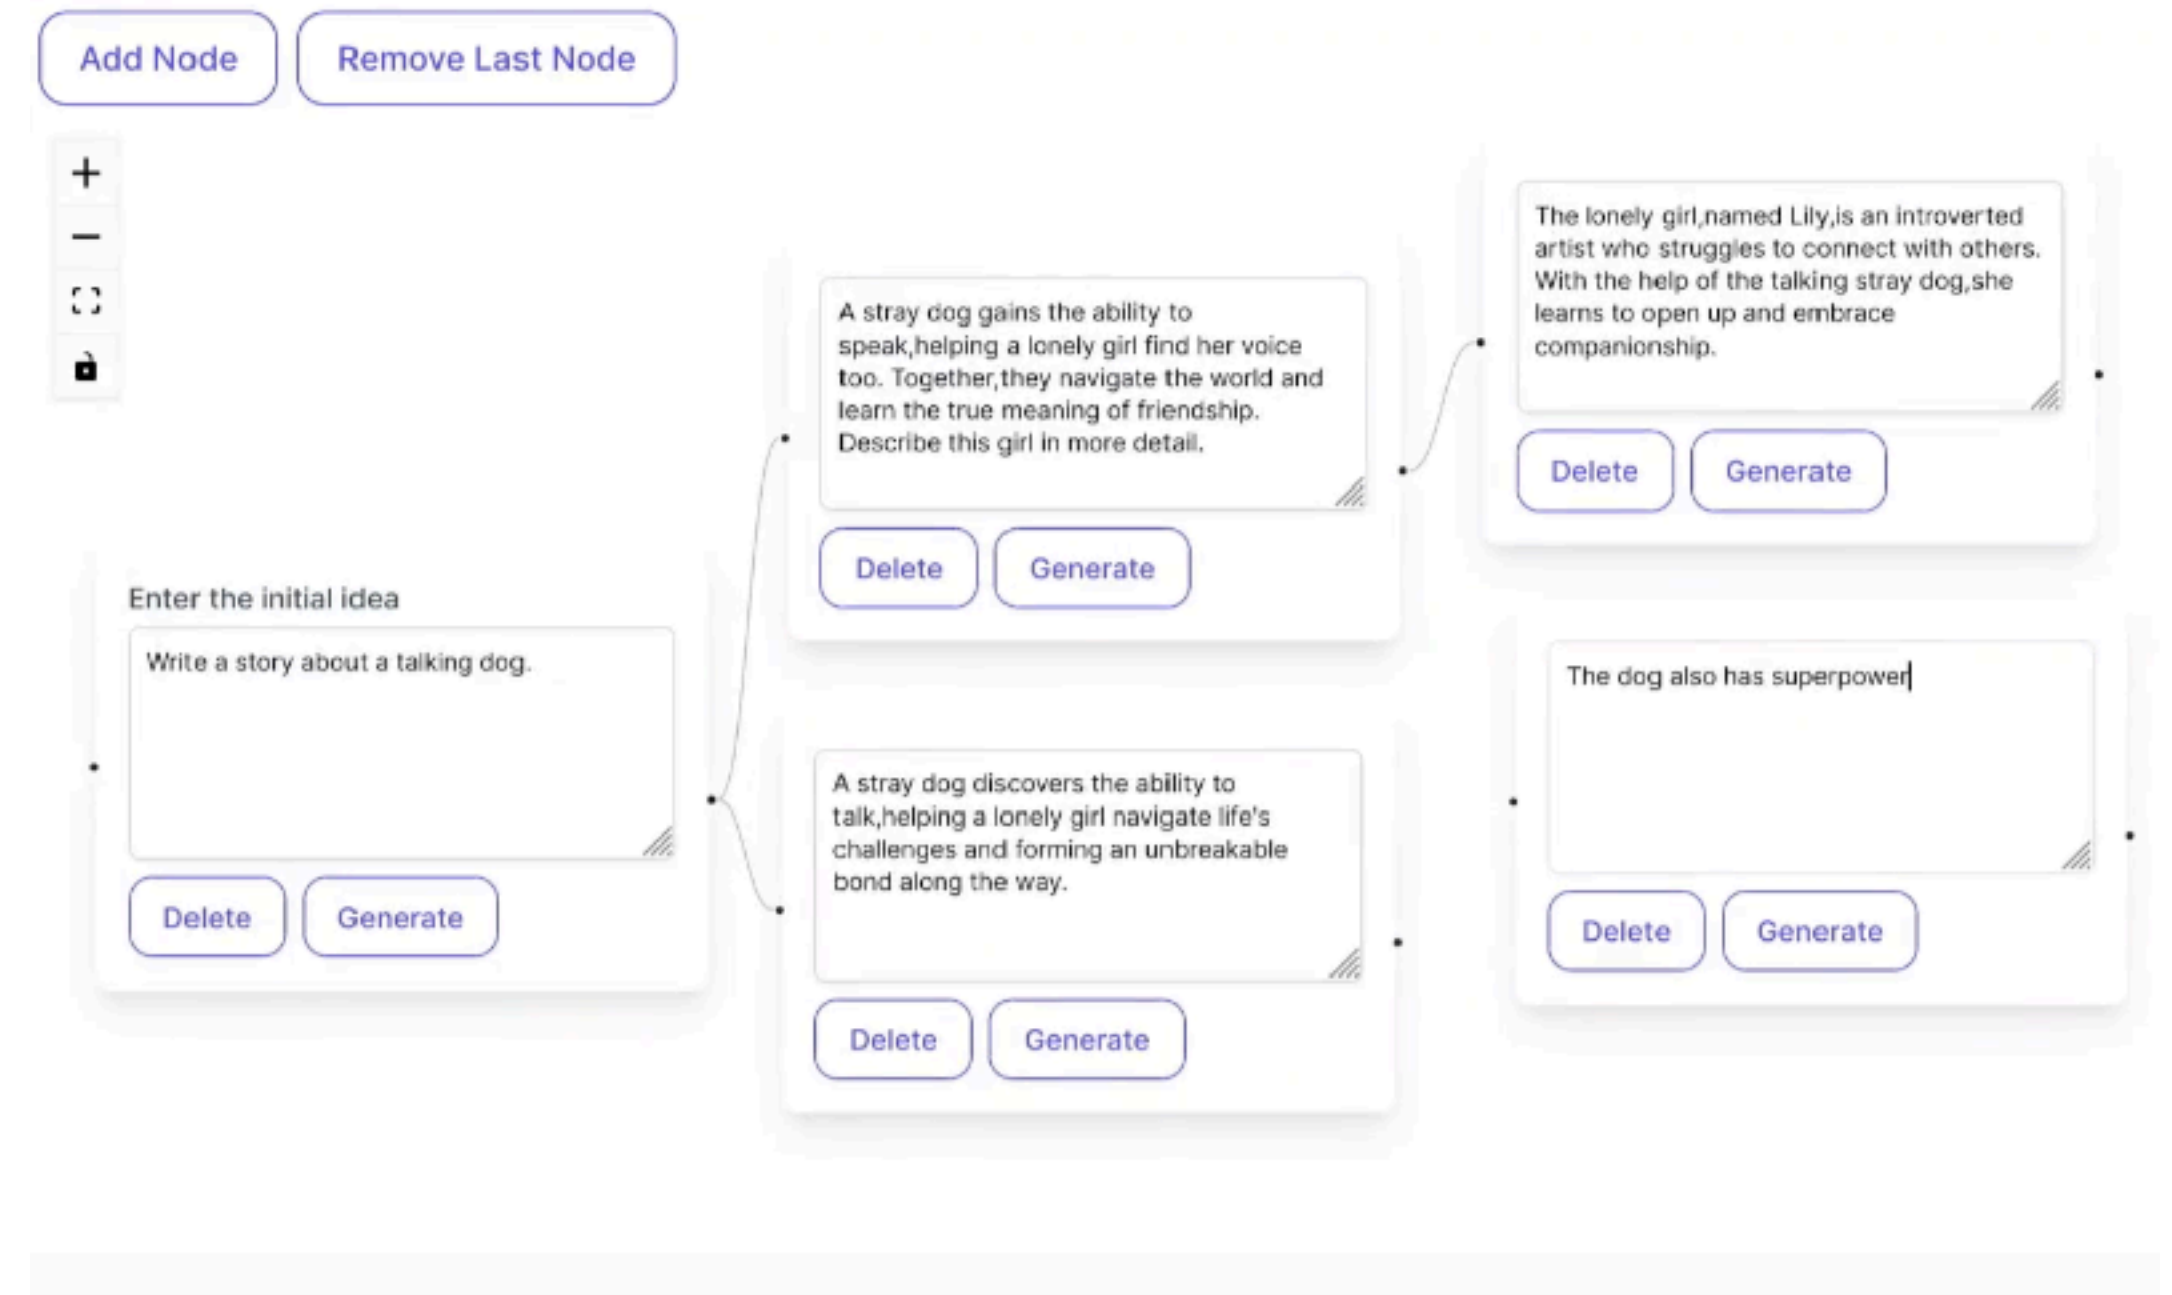 Add Node
Remove Last Node
The lonely girl,named Lily,is an introverted
artist who struggles to connect with others.
With the help of the talking stray dog,she
learns to open up and embrace
companionship.
Delete
Generate
A stray dog gains the ability to
speak,helping a lonely girl find her voice
too. Together,they navigate the world and
learn the true meaning of friendship.
Describe this girl in more detail.
Delete
Generate
Enter the initial idea
Write a story about a talking dog.
Delete
Generate
The dog also has superpower
Delete
Generate
A stray dog discovers the ability to
talk,helping a lonely girl navigate life's
challenges and forming an unbreakable
bond along the way.
Delete
Generate